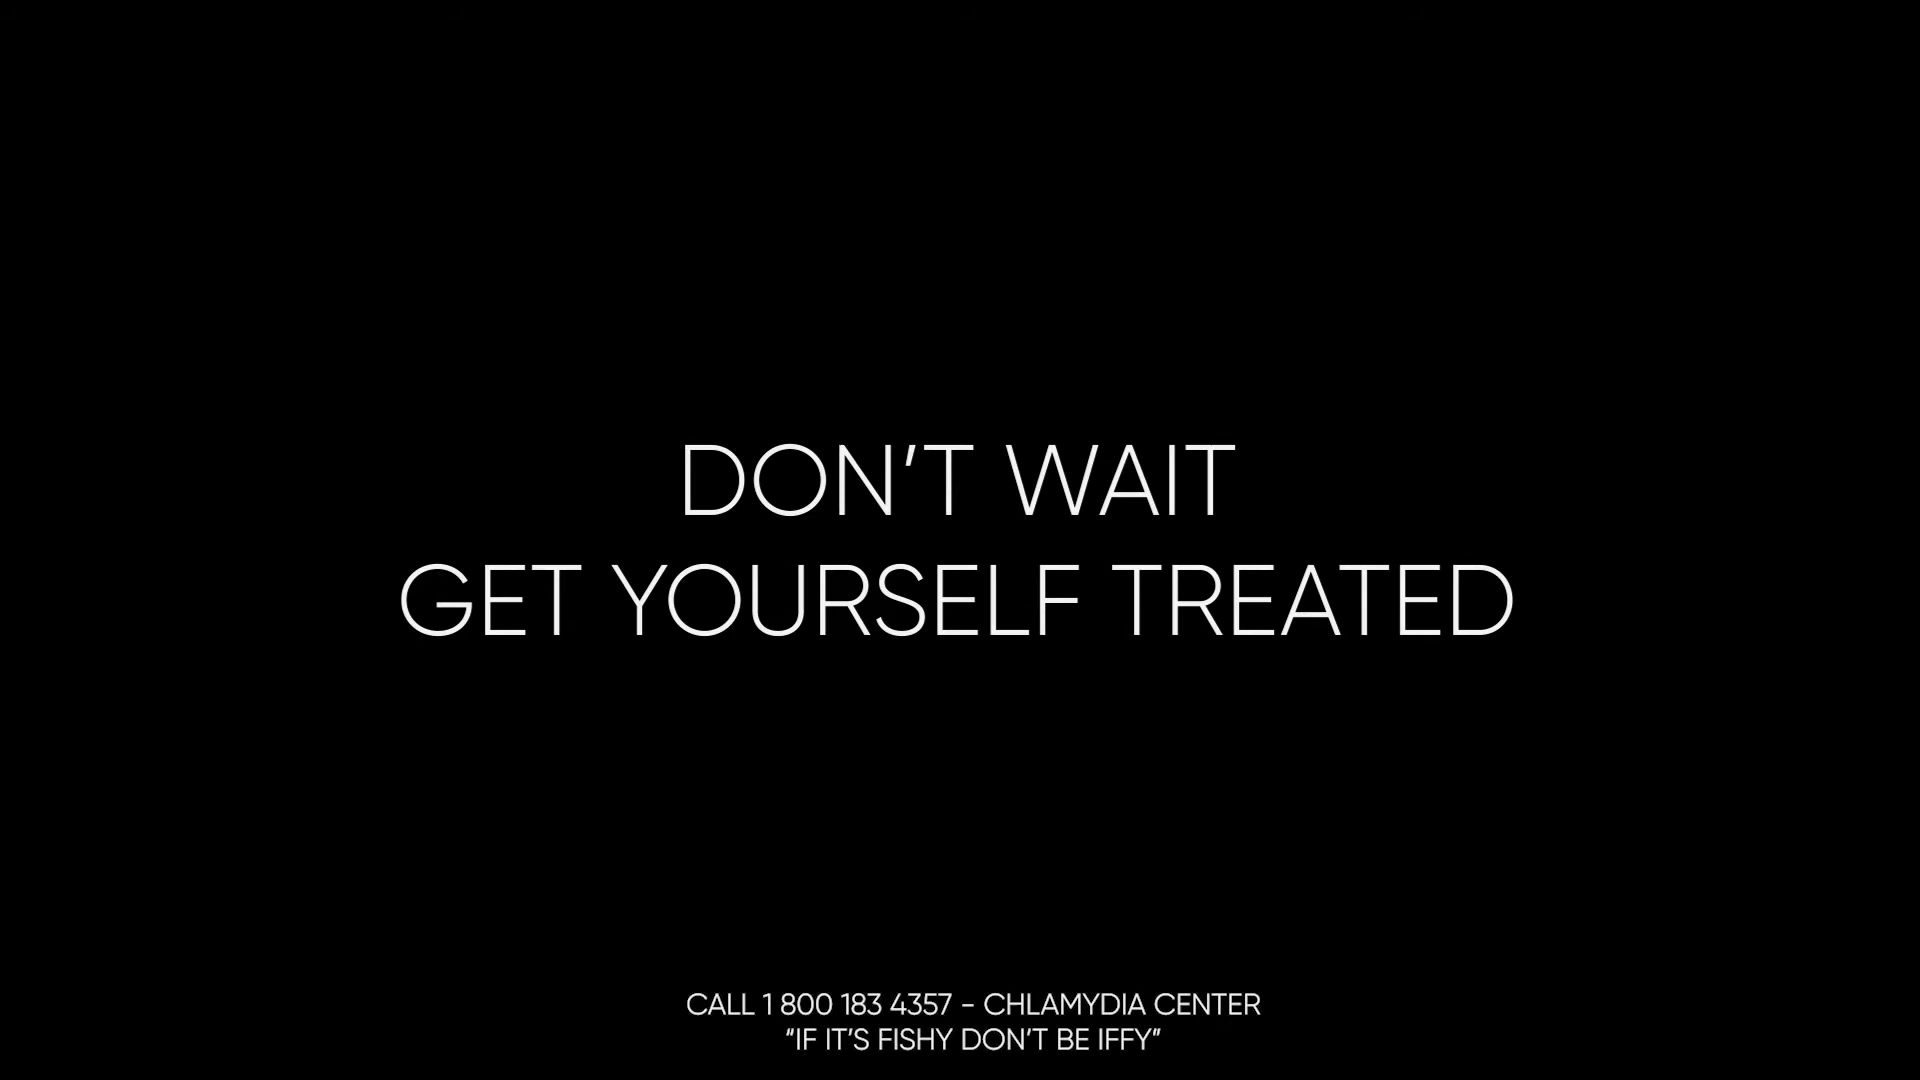 DON'T WAIT
GET YOURSELF TREATED
CALL 1 800 183 4357 - CHLAMYDIA CENTER
“IF IT'S FISHY DON'T BE IFFY”